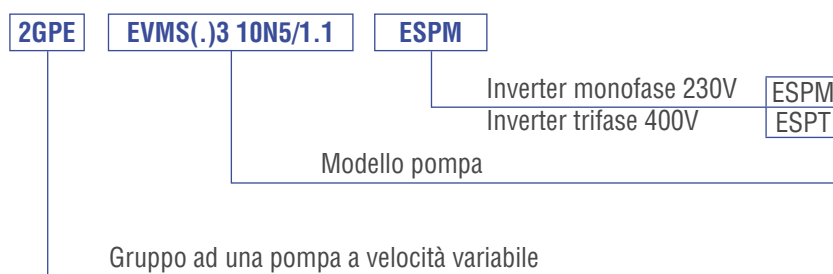 2GPE EVMS(.)3 10N5/1.1 ESPM
Inverter monofase 230V ESPM
Inverter trifase 400V ESPT
Modello pompa
Gruppo ad una pompa a velocità variabile